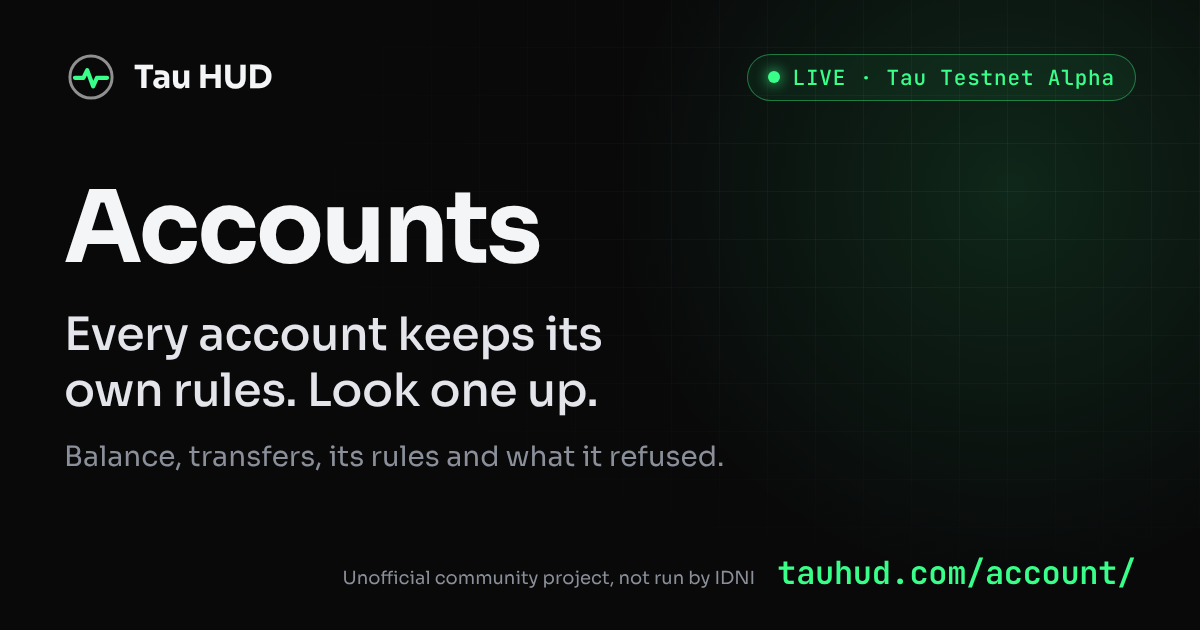 Tau HUD
LIVE · Tau Testnet Alpha
Accounts
Every account keeps its
own rules. Look one up.
Balance, transfers, its rules and what it refused.
Unofficial community project, not run by IDNI
tauhud.com/account/